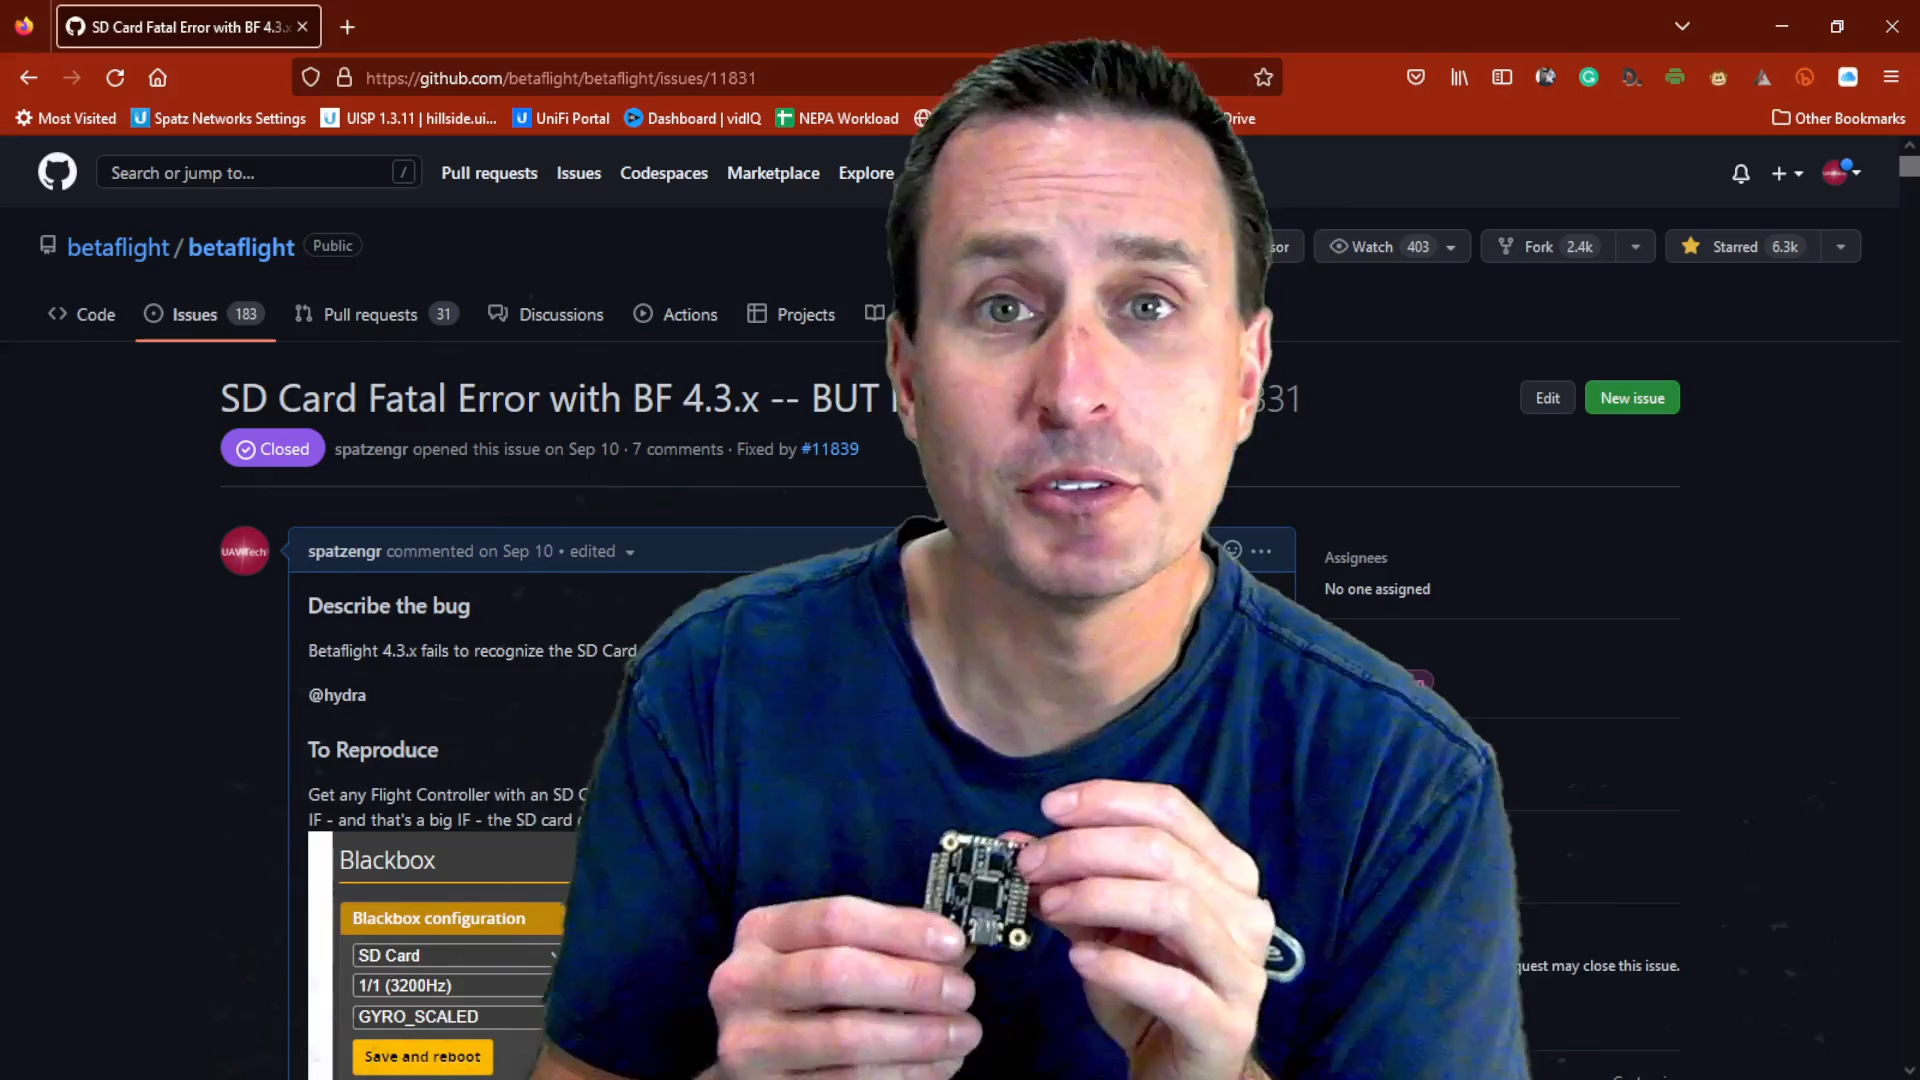 SD Card Fatal Error with BF 4.3.x
https://github.com/betaflight/betaflight/issues/11831
Most Visited
Spatz Networks Settings
UISP 1.3.11 | hillside.ui...
UniFi Portal
Dashboard | vidIQ
NEPA Workload
Drive
Other Bookmarks
Search or jump to...
/
Pull requests
Issues
Codespaces
Marketplace
Explore
betaflight / betaflight
Public
sor
Watch 403
Fork 2.4k
Starred 6.3k
Code
Issues 183
Pull requests 31
Discussions
Actions
Projects
SD Card Fatal Error with BF 4.3.x -- BUT
31
Edit
New issue
Closed
spatzengr opened this issue on Sep 10 · 7 comments · Fixed by #11839
UAVTech
spatzengr commented on Sep 10 • edited
Assignees
No one assigned
Describe the bug
Betaflight 4.3.x fails to recognize the SD Card
@hydra
To Reproduce
Get any Flight Controller with an SD C
IF - and that's a big IF - the SD card
Blackbox
Blackbox configuration
SD Card
1/1 (3200Hz)
GYRO_SCALED
Save and reboot
quest may close this issue.